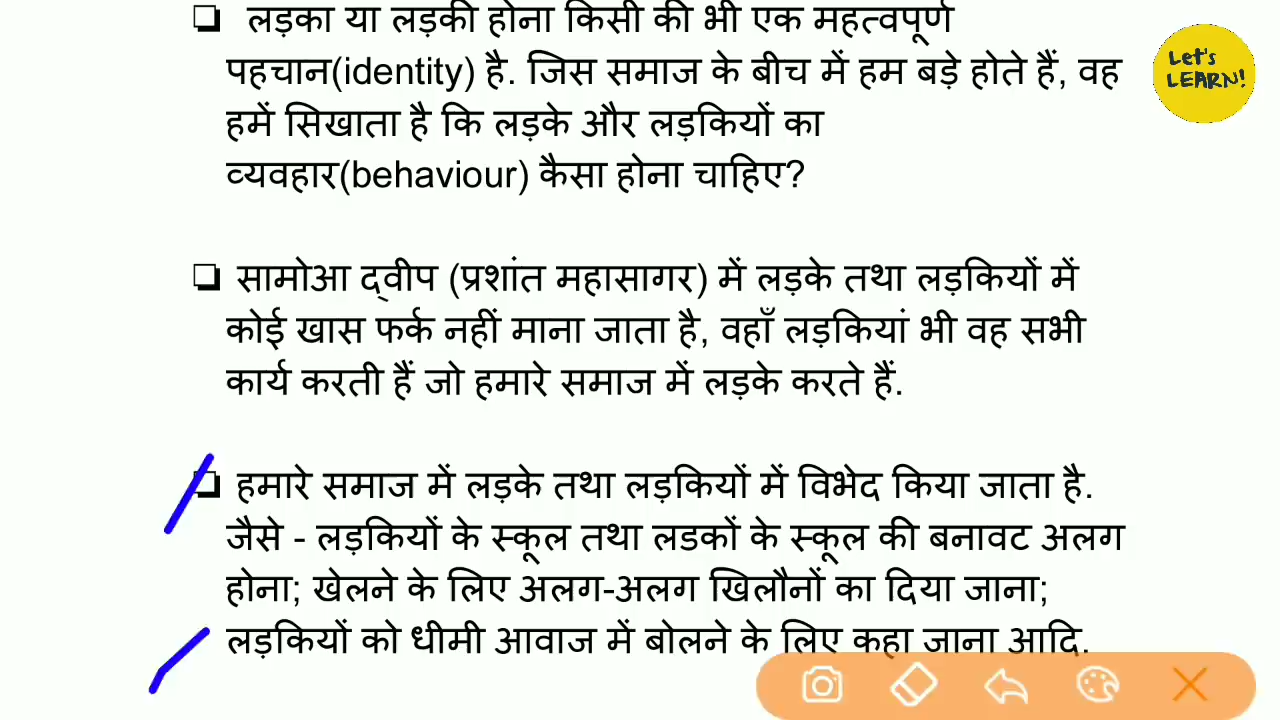 ❏ लड़का या लड़की होना किसी की भी एक महत्वपूर्ण
पहचान(identity) है. जिस समाज के बीच में हम बड़े होते हैं, वह
हमें सिखाता है कि लड़के और लड़कियों का
व्यवहार(behaviour) कैसा होना चाहिए?
❏ सामोआ द्वीप (प्रशांत महासागर) में लड़के तथा लड़कियों में
कोई खास फर्क नहीं माना जाता है, वहाँ लड़कियां भी वह सभी
कार्य करती हैं जो हमारे समाज में लड़के करते हैं.
❏ हमारे समाज में लड़के तथा लड़कियों में विभेद किया जाता है.
जैसे - लड़कियों के स्कूल तथा लडकों के स्कूल की बनावट अलग
होना; खेलने के लिए अलग-अलग खिलौनों का दिया जाना;
लड़कियों को धीमी आवाज में बोलने के लिए कहा जाना आदि.
Let's
LEARN!